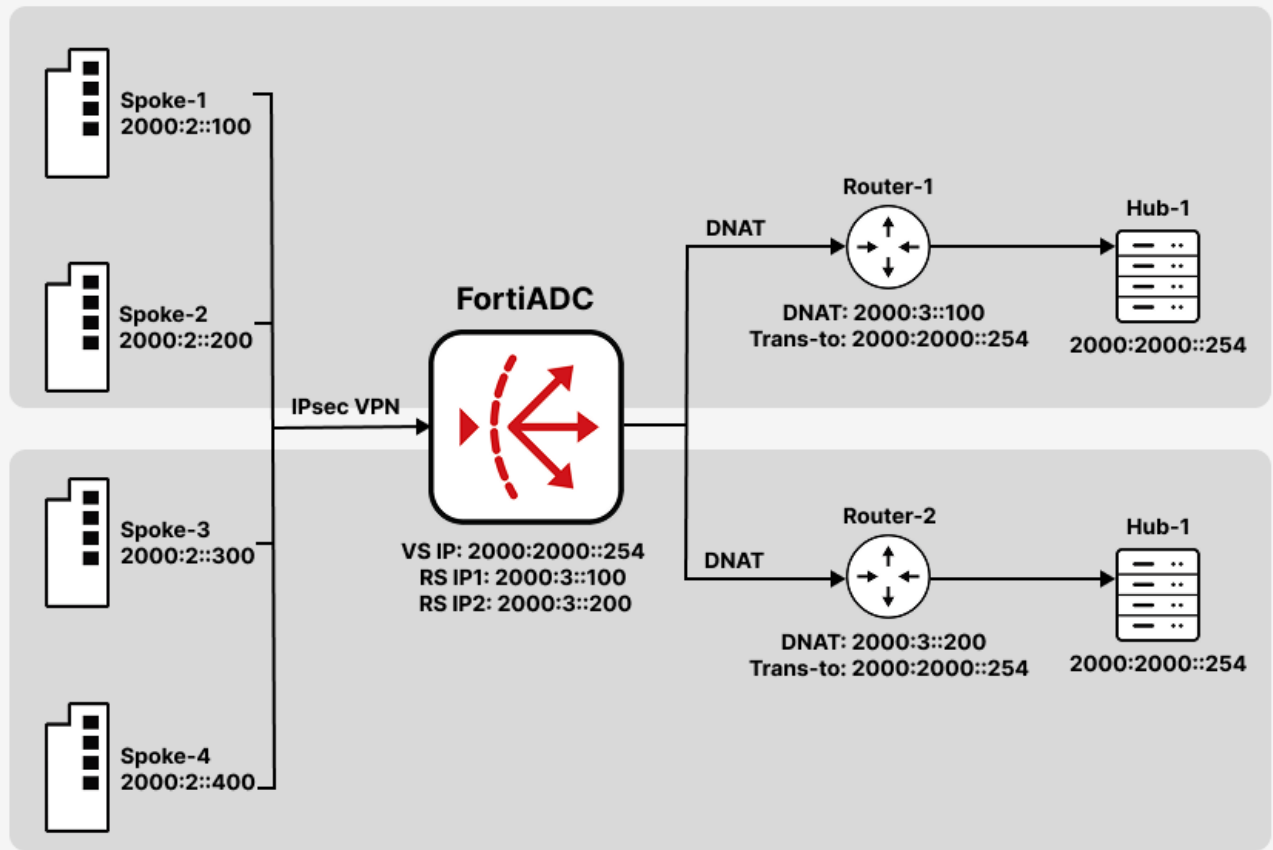 Spoke-1
2000:2::100
Spoke-2
2000:2::200
Spoke-3
2000:2::300
Spoke-4
2000:2::400
IPsec VPN
FortiADC
VS IP: 2000:2000::254
RS IP1: 2000:3::100
RS IP2: 2000:3::200
DNAT
Router-1
DNAT: 2000:3::100
Trans-to: 2000:2000::254
Hub-1
2000:2000::254
DNAT
Router-2
DNAT: 2000:3::200
Trans-to: 2000:2000::254
Hub-1
2000:2000::254